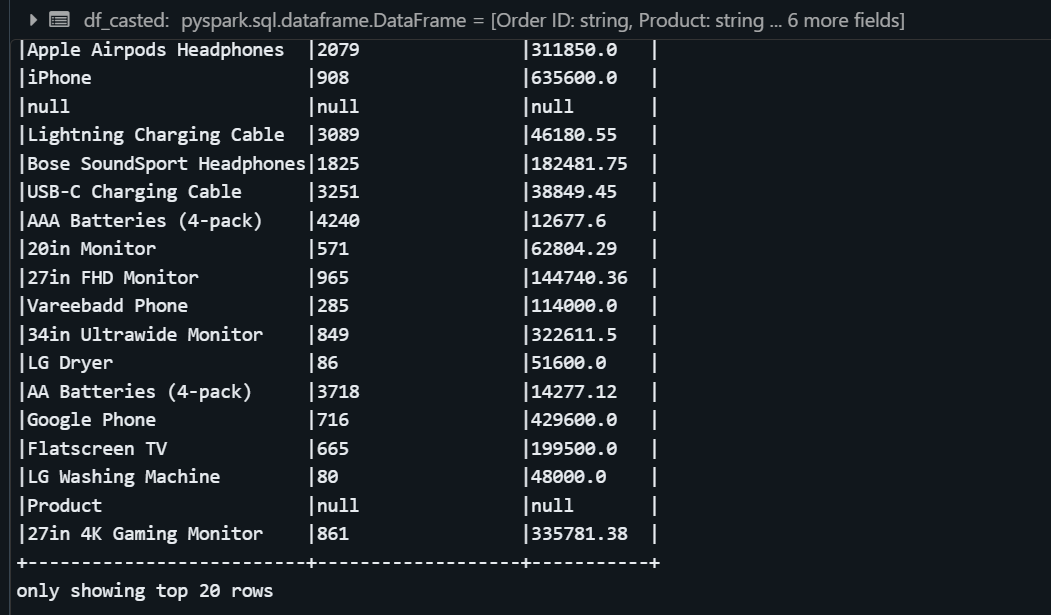 df_casted: pyspark.sql.dataframe.DataFrame = [Order ID: string, Product: string ... 6 more fields]
|Apple Airpods Headphones  |2079               |311850.0   |
|iPhone                    |908                |635600.0   |
|null                      |null               |null       |
|Lightning Charging Cable  |3089               |46180.55   |
|Bose SoundSport Headphones|1825               |182481.75  |
|USB-C Charging Cable      |3251               |38849.45   |
|AAA Batteries (4-pack)    |4240               |12677.6    |
|20in Monitor              |571                |62804.29   |
|27in FHD Monitor          |965                |144740.36  |
|Vareebadd Phone           |285                |114000.0   |
|34in Ultrawide Monitor    |849                |322611.5   |
|LG Dryer                  |86                 |51600.0    |
|AA Batteries (4-pack)     |3718               |14277.12   |
|Google Phone              |716                |429600.0   |
|Flatscreen TV             |665                |199500.0   |
|LG Washing Machine        |80                 |48000.0    |
|Product                   |null               |null       |
|27in 4K Gaming Monitor    |861                |335781.38  |
+--------------------------+-------------------+-----------+
only showing top 20 rows